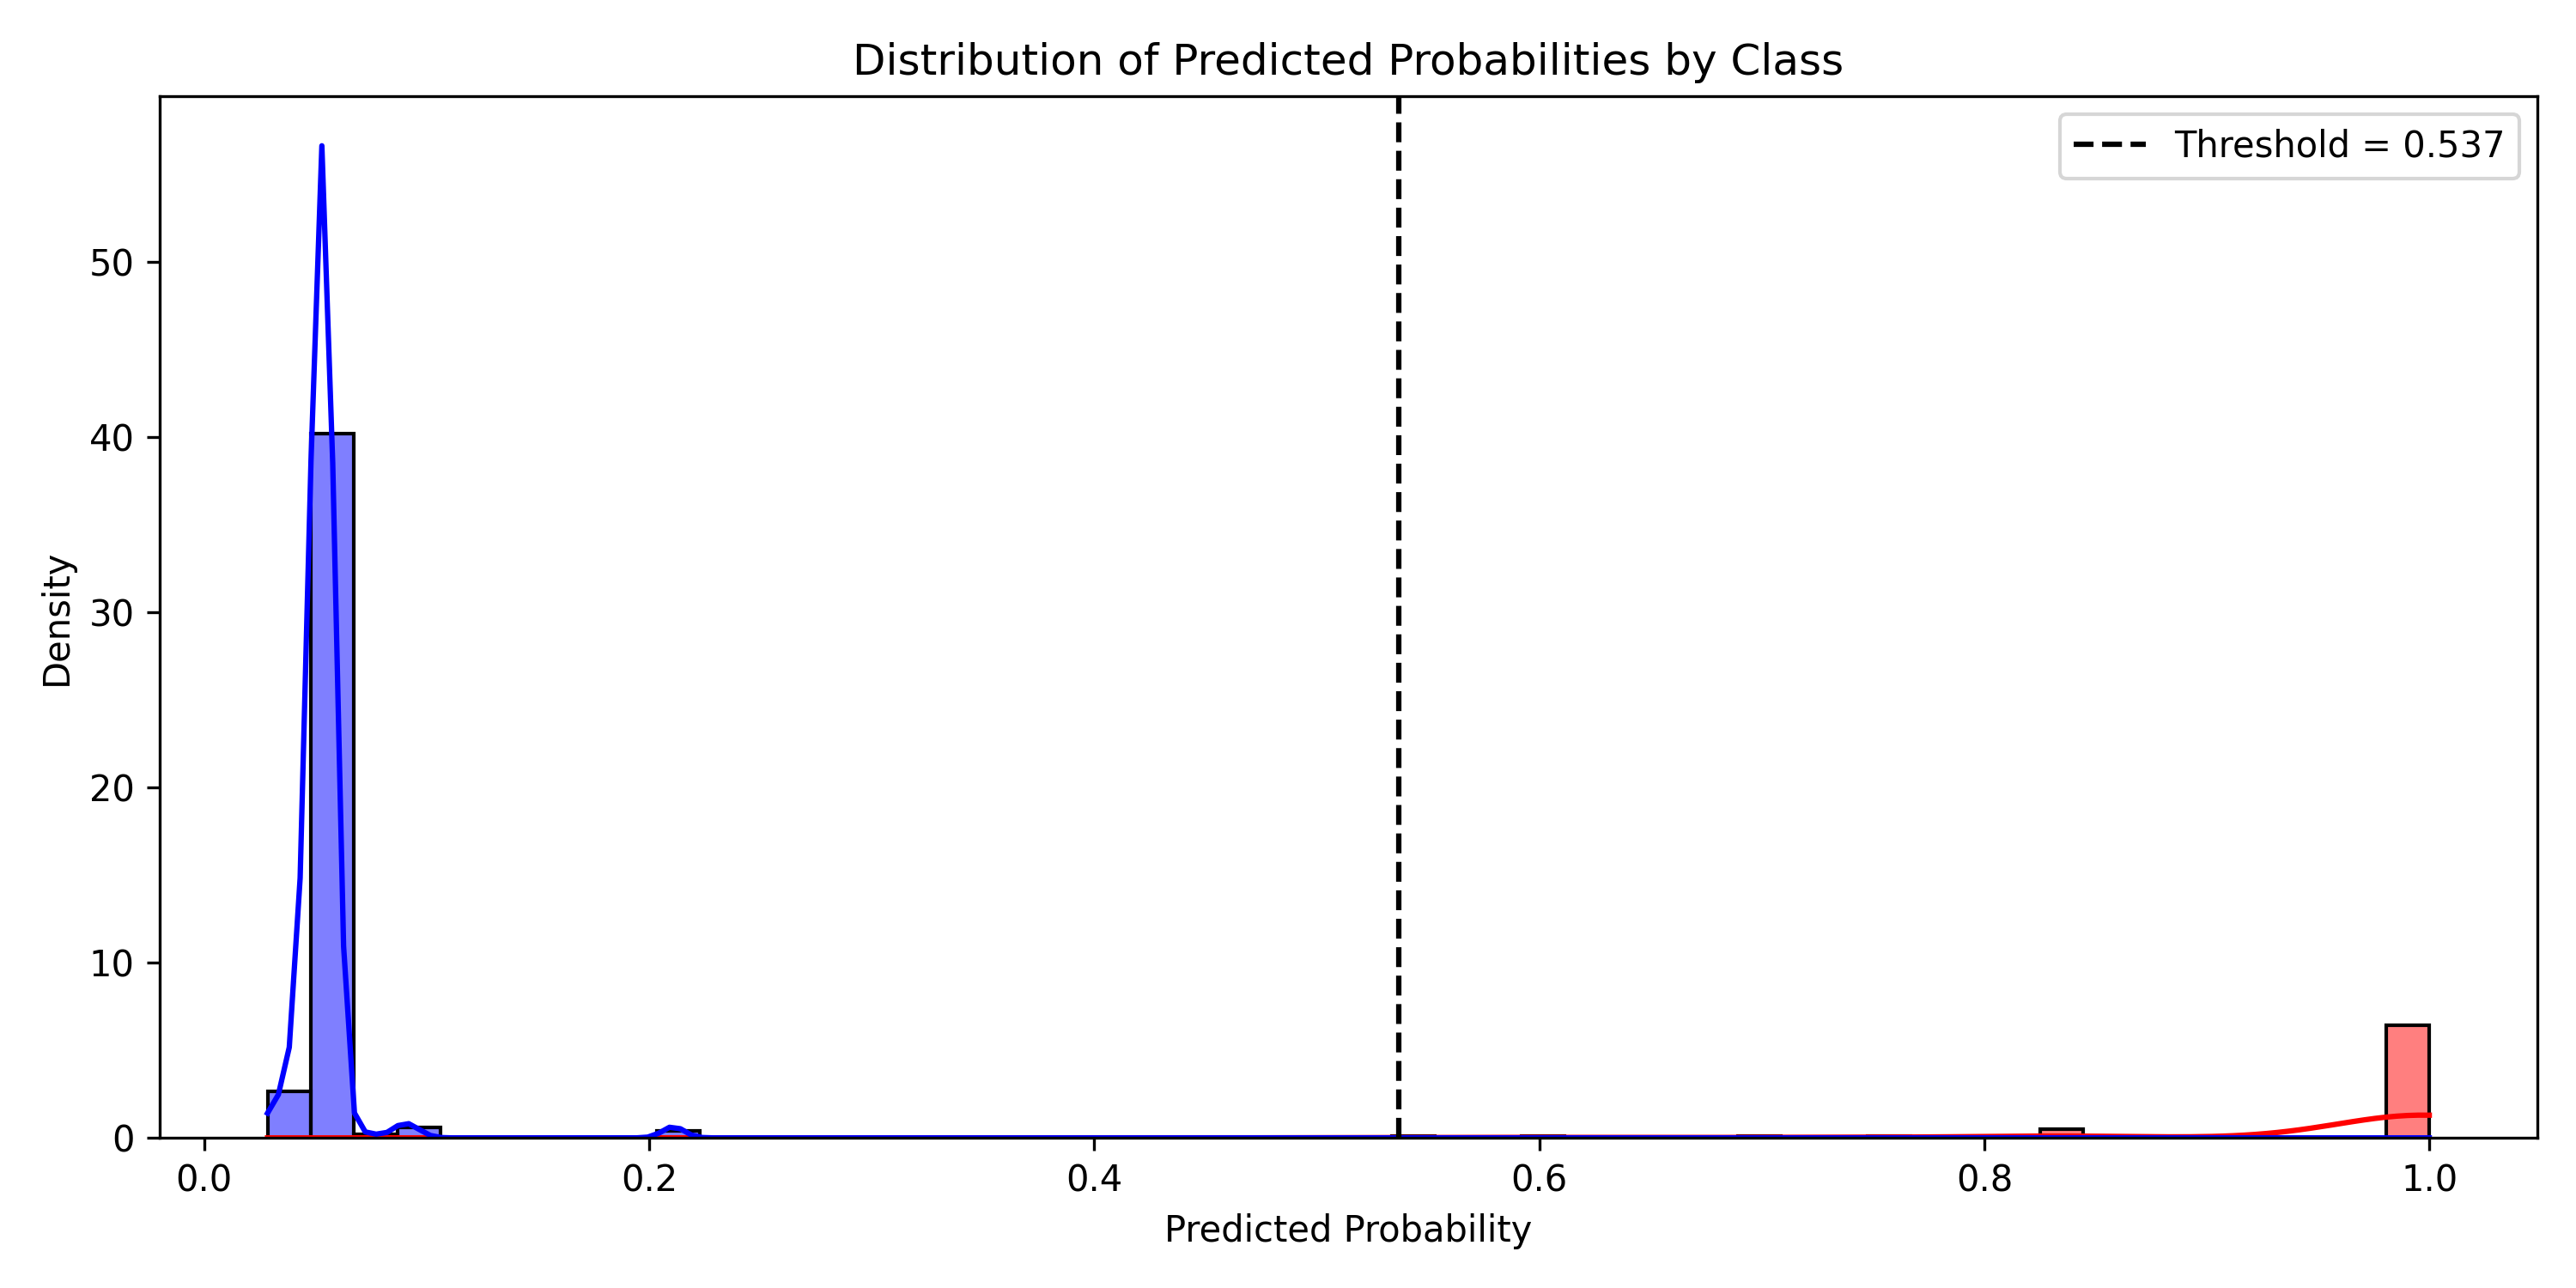 Distribution of Predicted Probabilities by Class
Threshold = 0.537
Density
50
40
30
20
10
0
0.0 0.2 0.4 0.6 0.8 1.0
Predicted Probability